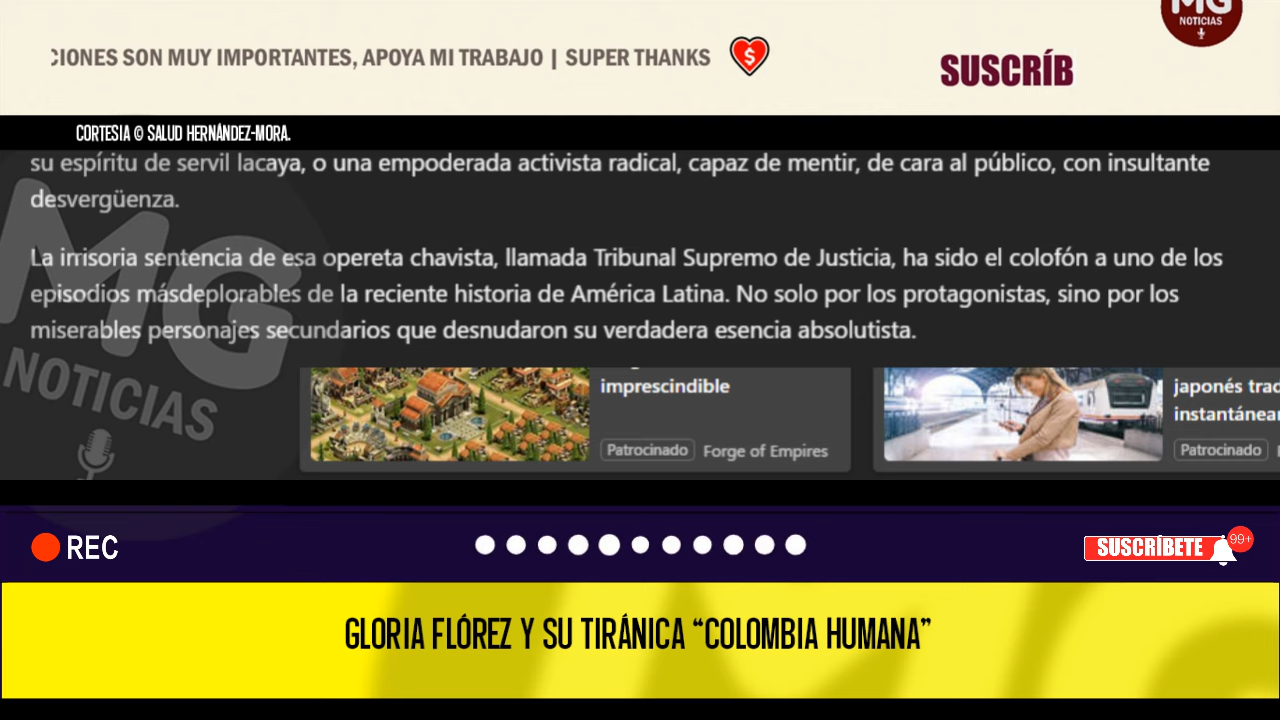 MG
NOTICIAS
CIONES SON MUY IMPORTANTES, APOYA MI TRABAJO | SUPER THANKS
$
SUSCRÍB
CORTESIA © SALUD HERNÁNDEZ-MORA.
su espíritu de servil lacaya, o una empoderada activista radical, capaz de mentir, de cara al público, con insultante
desvergüenza.
La irrisoria sentencia de esa opereta chavista, llamada Tribunal Supremo de Justicia, ha sido el colofón a uno de los
episodios másdeplorables de la reciente historia de América Latina. No solo por los protagonistas, sino por los
miserables personajes secundarios que desnudaron su verdadera esencia absolutista.
MG
NOTICIAS
imprescindible
Patrocinado Forge of Empires
japonés
instantánea
Patrocinado
REC
SUSCRÍBETE
99+
GLORIA FLÓREZ Y SU TIRÁNICA “COLOMBIA HUMANA”